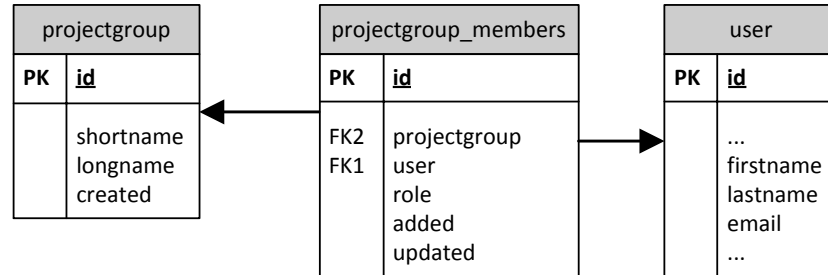 projectgroup
PK id
shortname
longname
created
projectgroup_members
PK id
FK2 projectgroup
FK1 user
role
added
updated
user
PK id
...
firstname
lastname
email
...